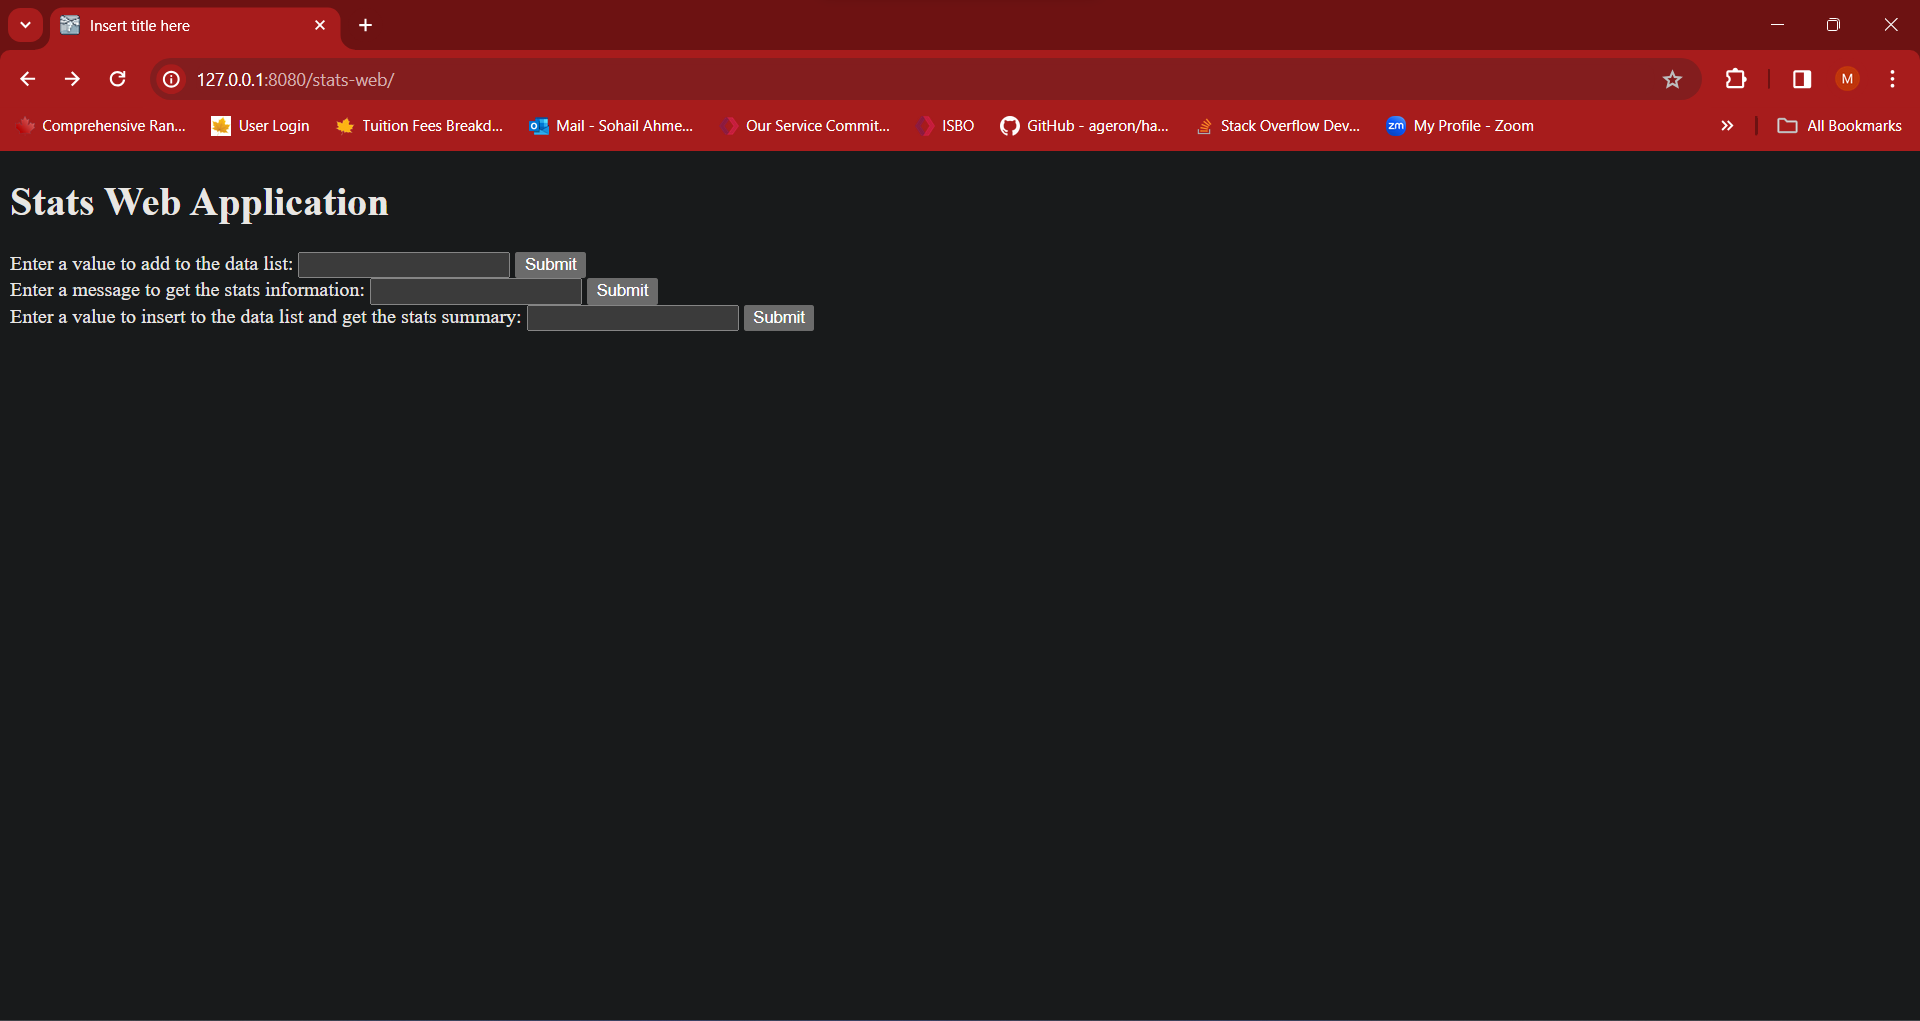 Insert title here
127.0.0.1:8080/stats-web/
M
Comprehensive Ran... User Login Tuition Fees Breakd... Mail - Sohail Ahme... Our Service Commit... ISBO GitHub - ageron/ha... Stack Overflow Dev... zm My Profile - Zoom All Bookmarks
Stats Web Application
Enter a value to add to the data list: Submit
Enter a message to get the stats information: Submit
Enter a value to insert to the data list and get the stats summary: Submit